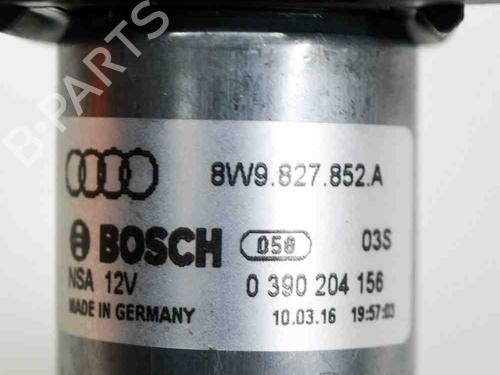 B-PARTS
8W9.827.852.A
BOSCH 058 03S
NSA 12V 0 390 204 156
MADE IN GERMANY 10.03.16 19:57:03